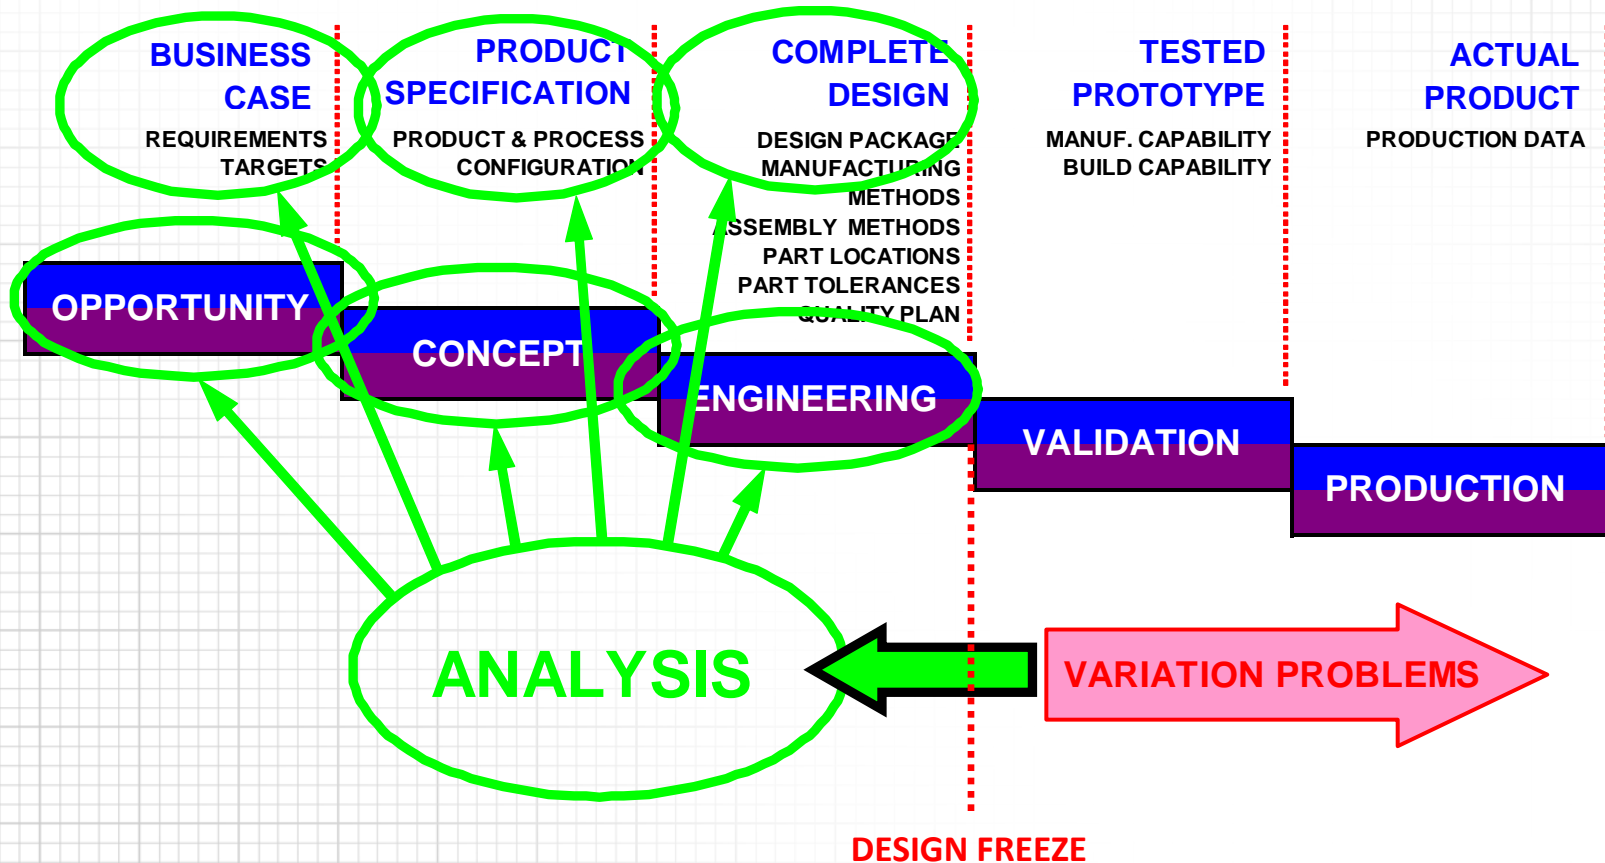 BUSINESS
CASE
REQUIREMENTS
TARGETS
PRODUCT
SPECIFICATION
PRODUCT & PROCESS
CONFIGURATION
COMPLETE
DESIGN
DESIGN PACKAGE
MANUFACTURING
METHODS
ASSEMBLY METHODS
PART LOCATIONS
PART TOLERANCES
QUALITY PLAN
TESTED
PROTOTYPE
MANUF. CAPABILITY
BUILD CAPABILITY
ACTUAL
PRODUCT
PRODUCTION DATA
OPPORTUNITY
CONCEPT
ENGINEERING
VALIDATION
PRODUCTION
ANALYSIS
VARIATION PROBLEMS
DESIGN FREEZE